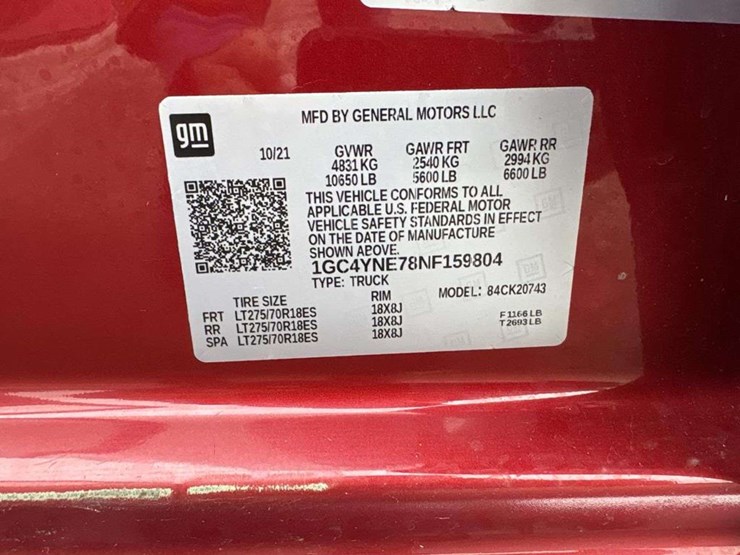 gm
MFD BY GENERAL MOTORS LLC
10/21 GVWR GAWR FRT GAWR RR
4831 KG 2540 KG 2994 KG
10650 LB 5600 LB 6600 LB
THIS VEHICLE CONFORMS TO ALL
APPLICABLE U.S. FEDERAL MOTOR
VEHICLE SAFETY STANDARDS IN EFFECT
ON THE DATE OF MANUFACTURE
SHOWN ABOVE.
1GC4YNE78NF159804
TYPE: TRUCK MODEL: 84CK20743
TIRE SIZE RIM
FRT LT275/70R18ES 18X8J F 1166 LB
RR LT275/70R18ES 18X8J T 2693 LB
SPA LT275/70R18ES 18X8J